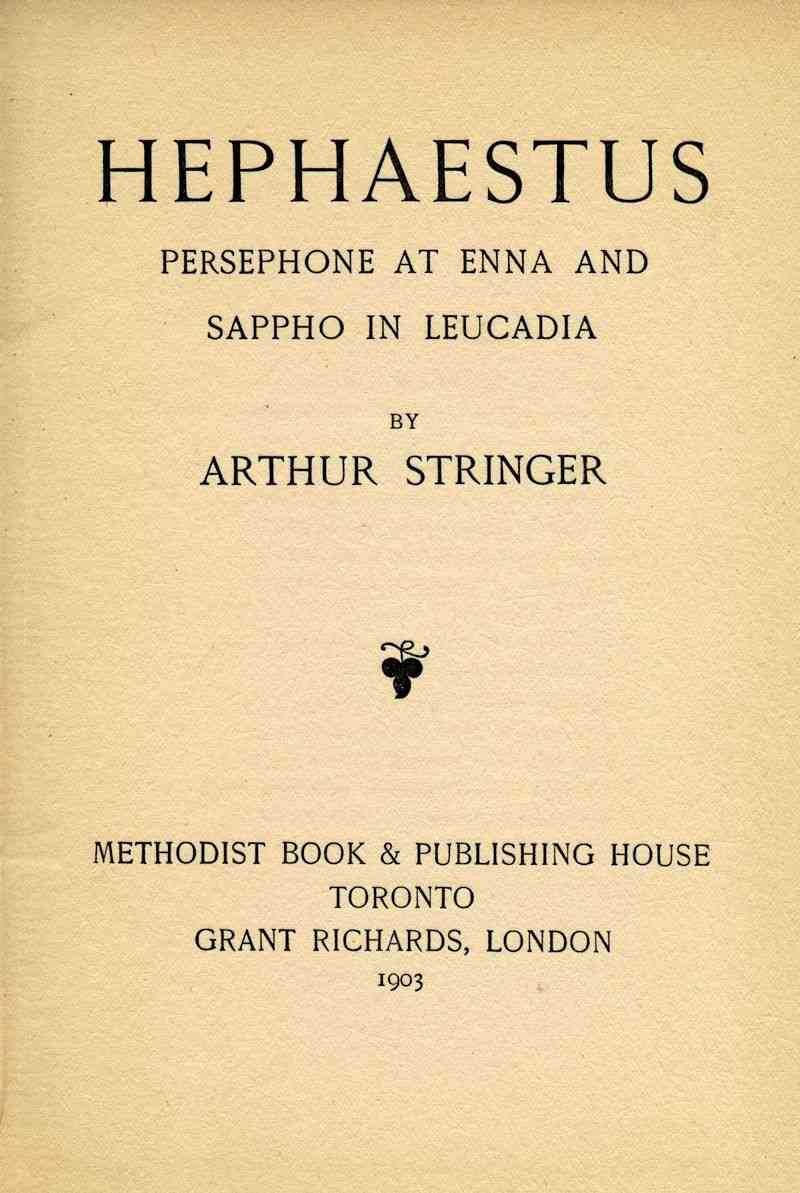 HEPHAESTUS
PERSEPHONE AT ENNA AND
SAPPHO IN LEUCADIA
BY
ARTHUR STRINGER
METHODIST BOOK & PUBLISHING HOUSE
TORONTO
GRANT RICHARDS, LONDON
1903